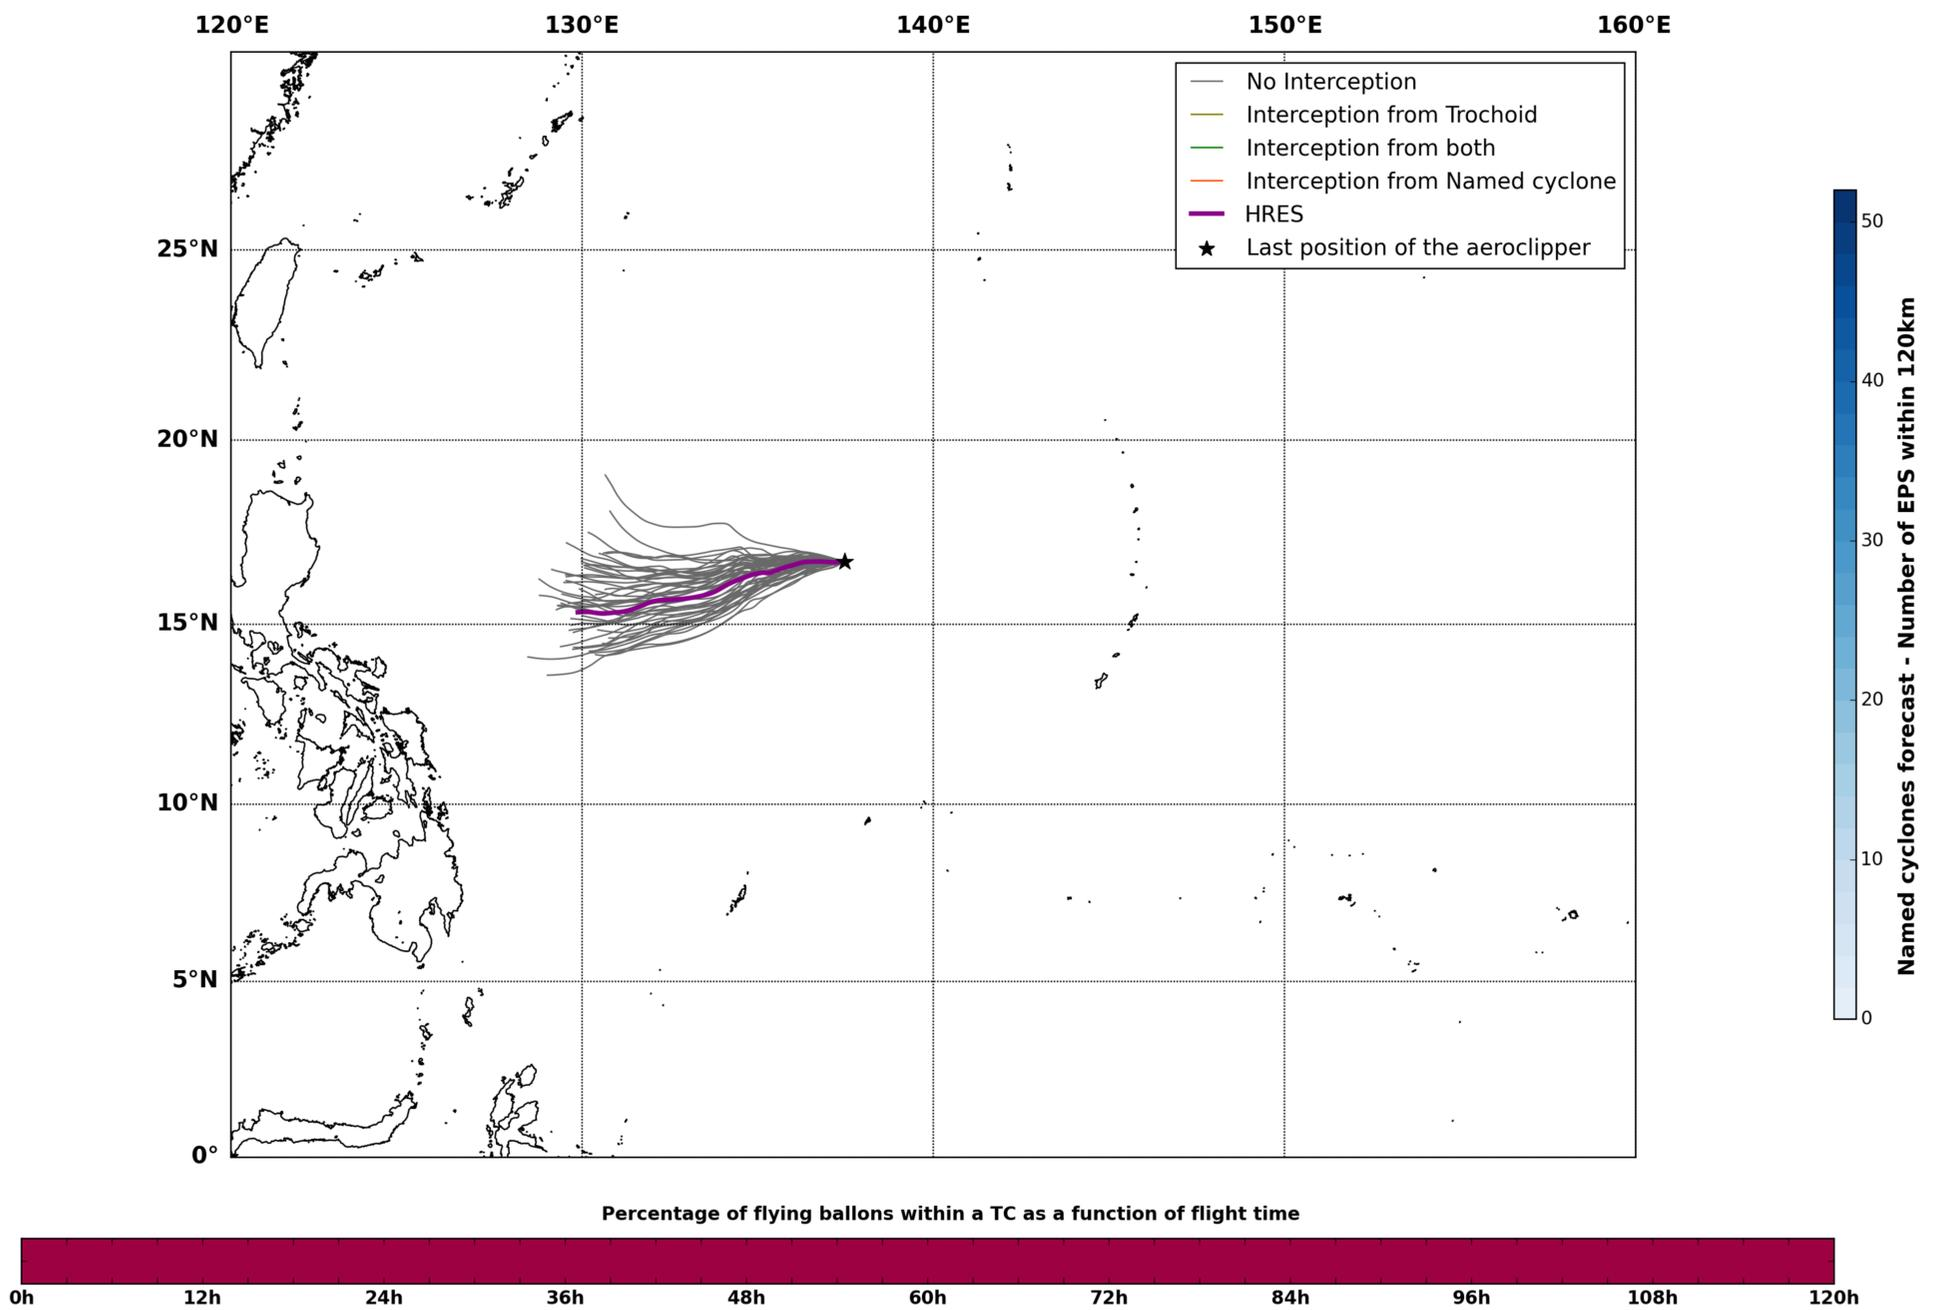 120°E 130°E 140°E 150°E 160°E
No Interception
Interception from Trochoid
Interception from both
Interception from Named cyclone
HRES
Last position of the aeroclipper
25°N
20°N
15°N
10°N
5°N
0°
50
40
30
20
10
0
Named cyclones forecast - Number of EPS within 120km
Percentage of flying ballons within a TC as a function of flight time
0h 12h 24h 36h 48h 60h 72h 84h 96h 108h 120h